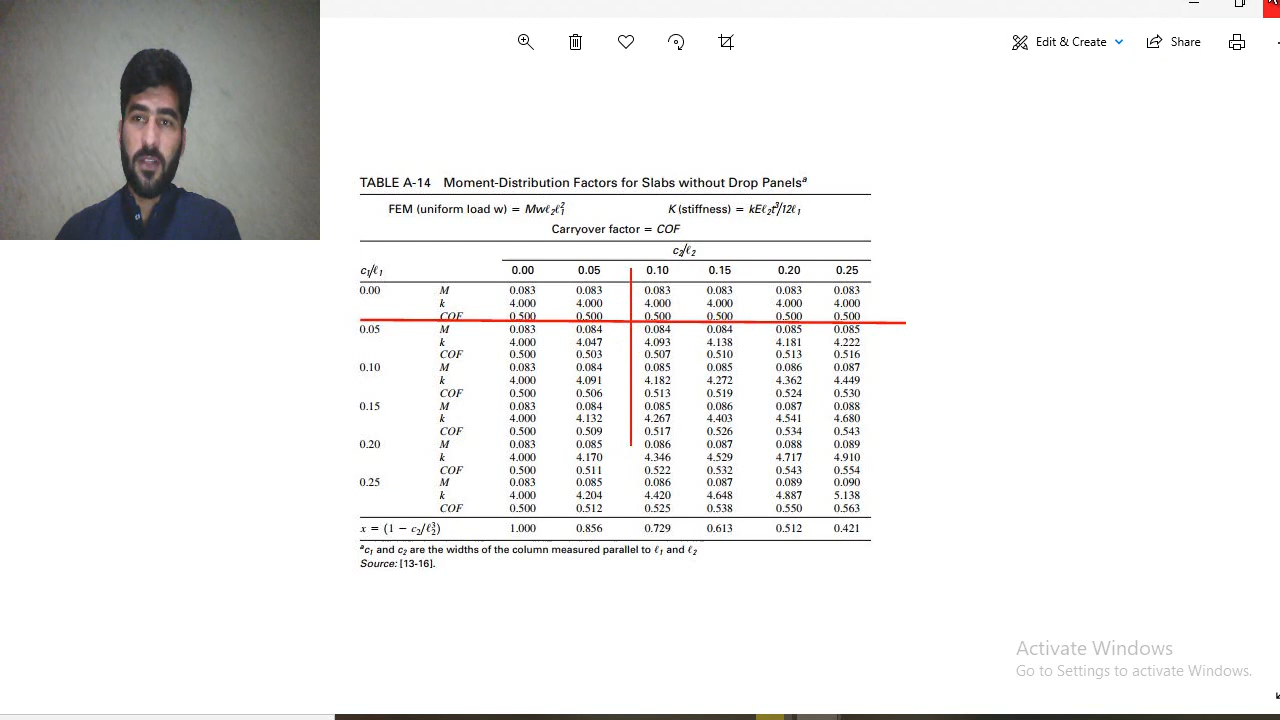 Edit & Create
Share
TABLE A-14 Moment-Distribution Factors for Slabs without Drop Panelsᵃ
FEM (uniform load w) = Mwℓ₂ℓ₁² K (stiffness) = kEℓ₂t³/12ℓ₁
Carryover factor = COF
c₂/ℓ₂
c₁/ℓ₁ 0.00 0.05 0.10 0.15 0.20 0.25
0.00 M 0.083 0.083 0.083 0.083 0.083 0.083
k 4.000 4.000 4.000 4.000 4.000 4.000
COF 0.500 0.500 0.500 0.500 0.500 0.500
0.05 M 0.083 0.084 0.084 0.084 0.085 0.085
k 4.000 4.047 4.093 4.138 4.181 4.222
COF 0.500 0.503 0.507 0.510 0.513 0.516
0.10 M 0.083 0.084 0.085 0.085 0.086 0.087
k 4.000 4.091 4.182 4.272 4.362 4.449
COF 0.500 0.506 0.513 0.519 0.524 0.530
0.15 M 0.083 0.084 0.085 0.086 0.087 0.088
k 4.000 4.132 4.267 4.403 4.541 4.680
COF 0.500 0.509 0.517 0.526 0.534 0.543
0.20 M 0.083 0.085 0.086 0.087 0.088 0.089
k 4.000 4.170 4.346 4.529 4.717 4.910
COF 0.500 0.511 0.522 0.532 0.543 0.554
0.25 M 0.083 0.085 0.086 0.087 0.089 0.090
k 4.000 4.204 4.420 4.648 4.887 5.138
COF 0.500 0.512 0.525 0.538 0.550 0.563
x = (1 − c₂/ℓ₂³) 1.000 0.856 0.729 0.613 0.512 0.421
ᵃc₁ and c₂ are the widths of the column measured parallel to ℓ₁ and ℓ₂
Source: [13-16].
Activate Windows
Go to Settings to activate Windows.